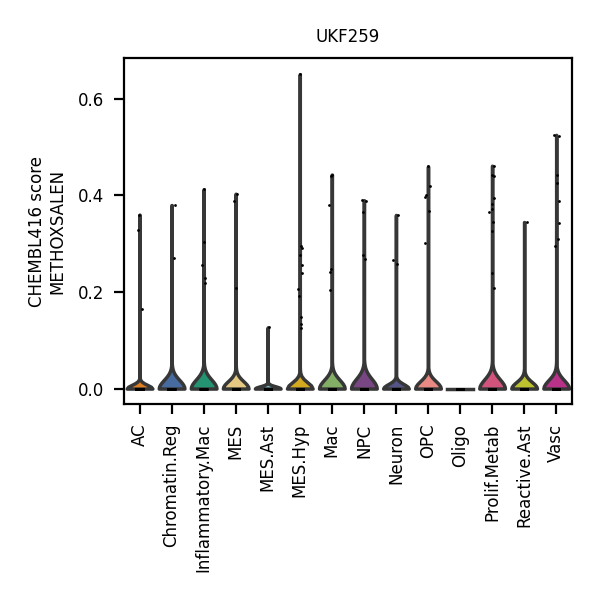 UKF259
CHEMBL416 score
METHOXSALEN
0.6
0.4
0.2
0.0
AC
Chromatin.Reg
Inflammatory.Mac
MES
MES.Ast
MES.Hyp
Mac
NPC
Neuron
OPC
Oligo
Prolif.Metab
Reactive.Ast
Vasc